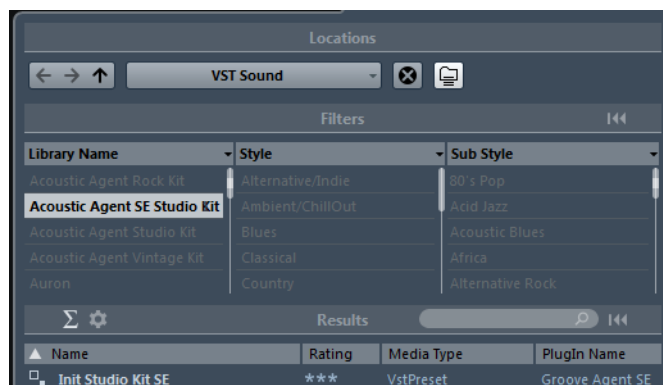 Locations
VST Sound
Filters
Library Name Style Sub Style
Acoustic Agent Rock Kit Alternative/Indie 80's Pop
Acoustic Agent SE Studio Kit Ambient/ChillOut Acid Jazz
Acoustic Agent Studio Kit Blues Acoustic Blues
Acoustic Agent Vintage Kit Classical Africa
Auron Country Alternative Rock
Σ Results
Name Rating Media Type PlugIn Name
Init Studio Kit SE *** VstPreset Groove Agent SE